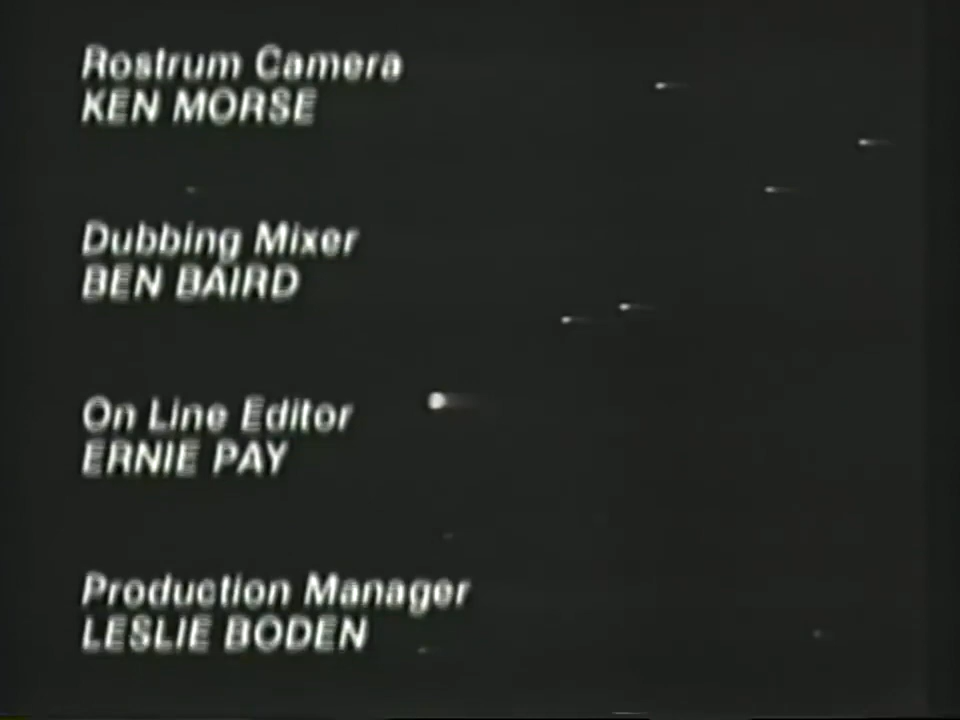 Rostrum Camera
KEN MORSE
Dubbing Mixer
BEN BAIRD
On Line Editor
ERNIE PAY
Production Manager
LESLIE BODEN